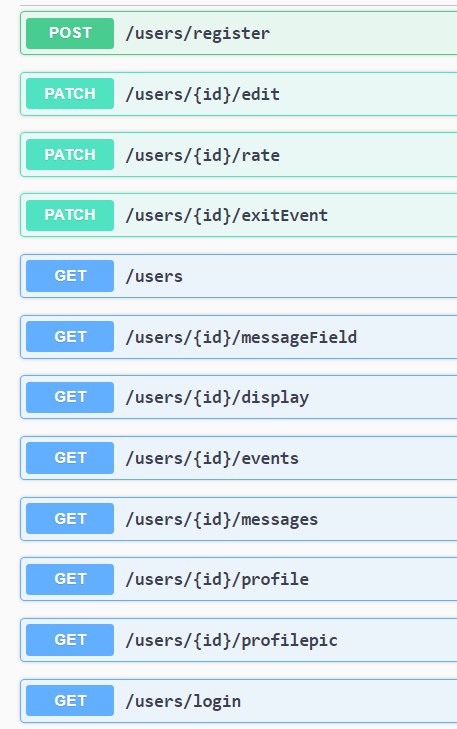 POST /users/register
PATCH /users/{id}/edit
PATCH /users/{id}/rate
PATCH /users/{id}/exitEvent
GET /users
GET /users/{id}/messageField
GET /users/{id}/display
GET /users/{id}/events
GET /users/{id}/messages
GET /users/{id}/profile
GET /users/{id}/profilepic
GET /users/login